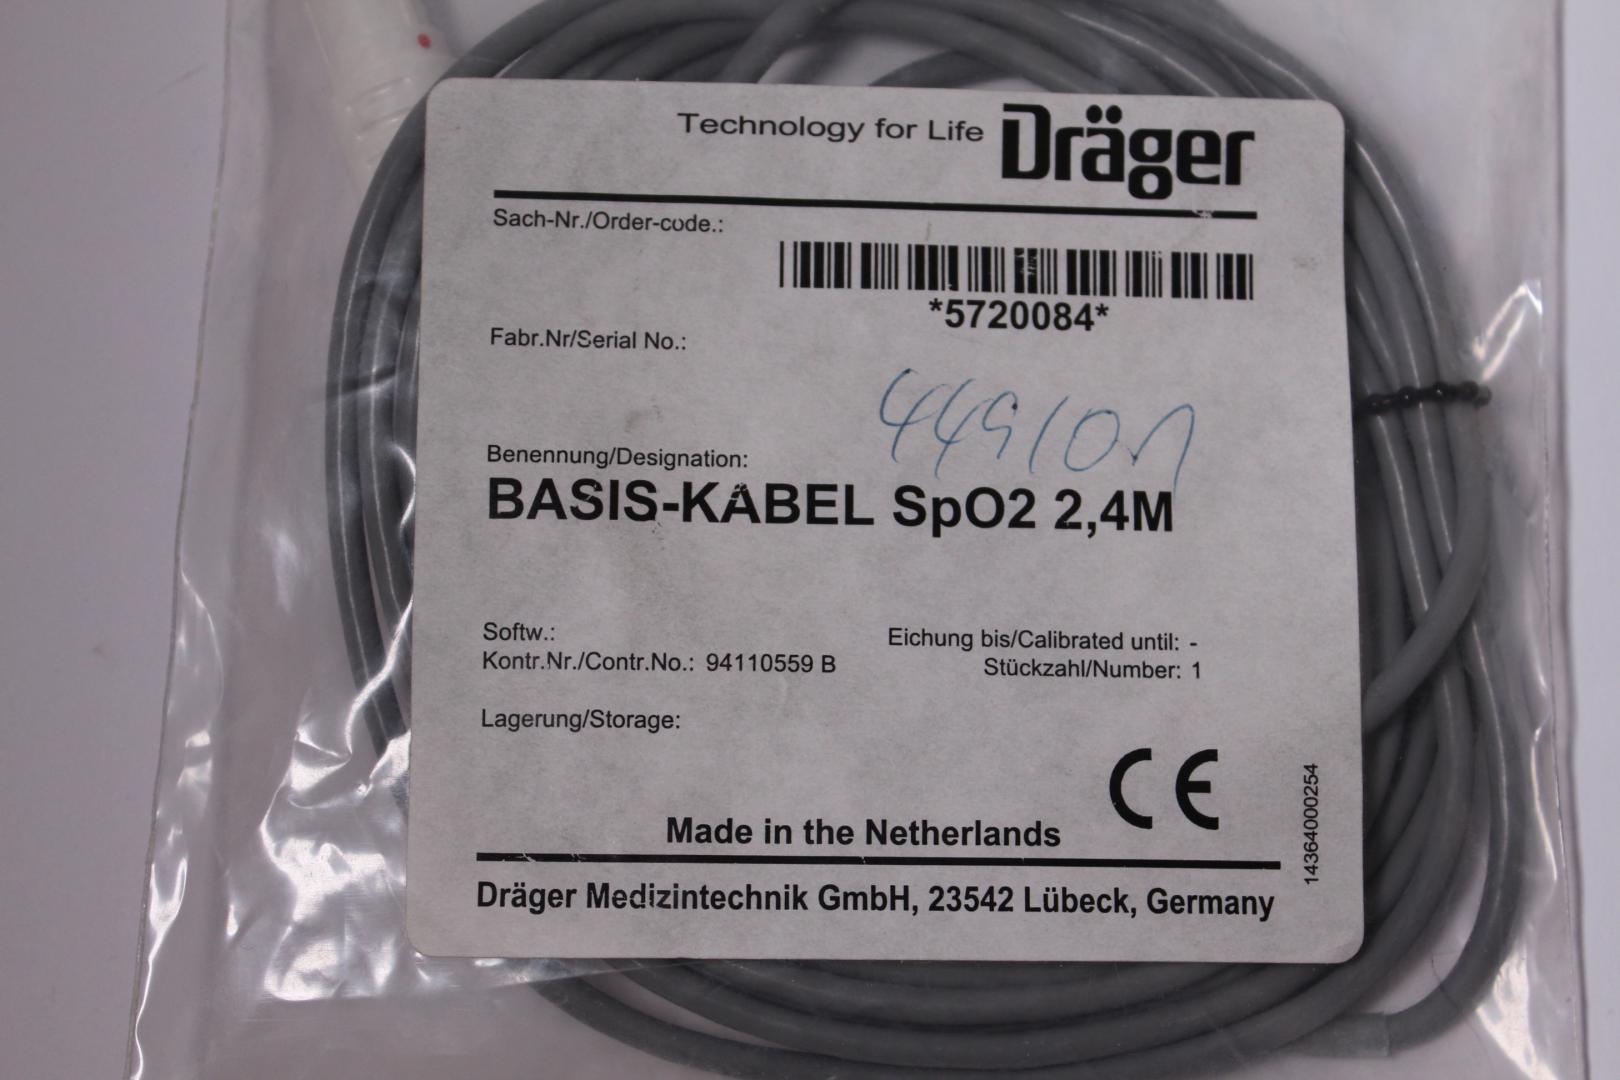 Technology for Life Dräger
Sach-Nr./Order-code.:
*5720084*
Fabr.Nr/Serial No.:
Benennung/Designation:
BASIS-KABEL SpO2 2,4M
Softw.:
Eichung bis/Calibrated until: -
Kontr.Nr./Contr.No.: 94110559 B
Stückzahl/Number: 1
Lagerung/Storage:
CE
Made in the Netherlands
14364000254
Dräger Medizintechnik GmbH, 23542 Lübeck, Germany